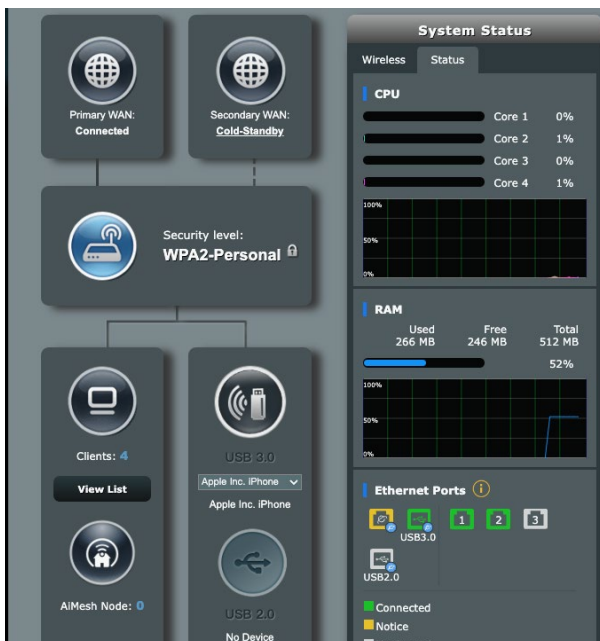 Primary WAN:
Connected
Secondary WAN:
Cold-Standby
Security level:
WPA2-Personal
Clients: 4
View List
AiMesh Node: 0
USB 3.0
Apple Inc. iPhone
Apple Inc. iPhone
USB 2.0
No Device
System Status
Wireless Status
CPU
Core 1 0%
Core 2 1%
Core 3 0%
Core 4 1%
100%
50%
0%
RAM
Used Free Total
266 MB 246 MB 512 MB
52%
100%
50%
0%
Ethernet Ports
1 2 3
USB3.0
USB2.0
Connected
Notice